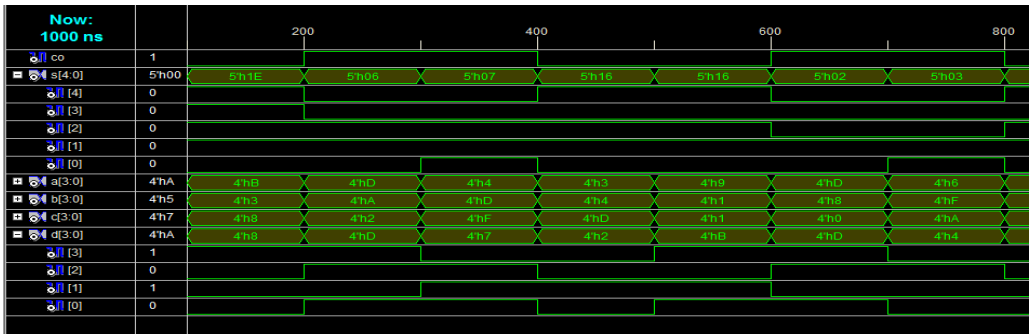 Now:
1000 ns
200 400 600 800
co 1
s[4:0] 5'h00 5'h1E 5'h06 5'h07 5'h16 5'h16 5'h02 5'h03
[4] 0
[3] 0
[2] 0
[1] 0
[0] 0
a[3:0] 4'hA 4'hB 4'hD 4'h4 4'h3 4'h9 4'hD 4'h6
b[3:0] 4'h5 4'h3 4'hA 4'hD 4'h4 4'h1 4'h8 4'hF
c[3:0] 4'h7 4'h8 4'h2 4'hF 4'hD 4'h1 4'h0 4'hA
d[3:0] 4'hA 4'h8 4'hD 4'h7 4'h2 4'hB 4'hD 4'h4
[3] 1
[2] 0
[1] 1
[0] 0